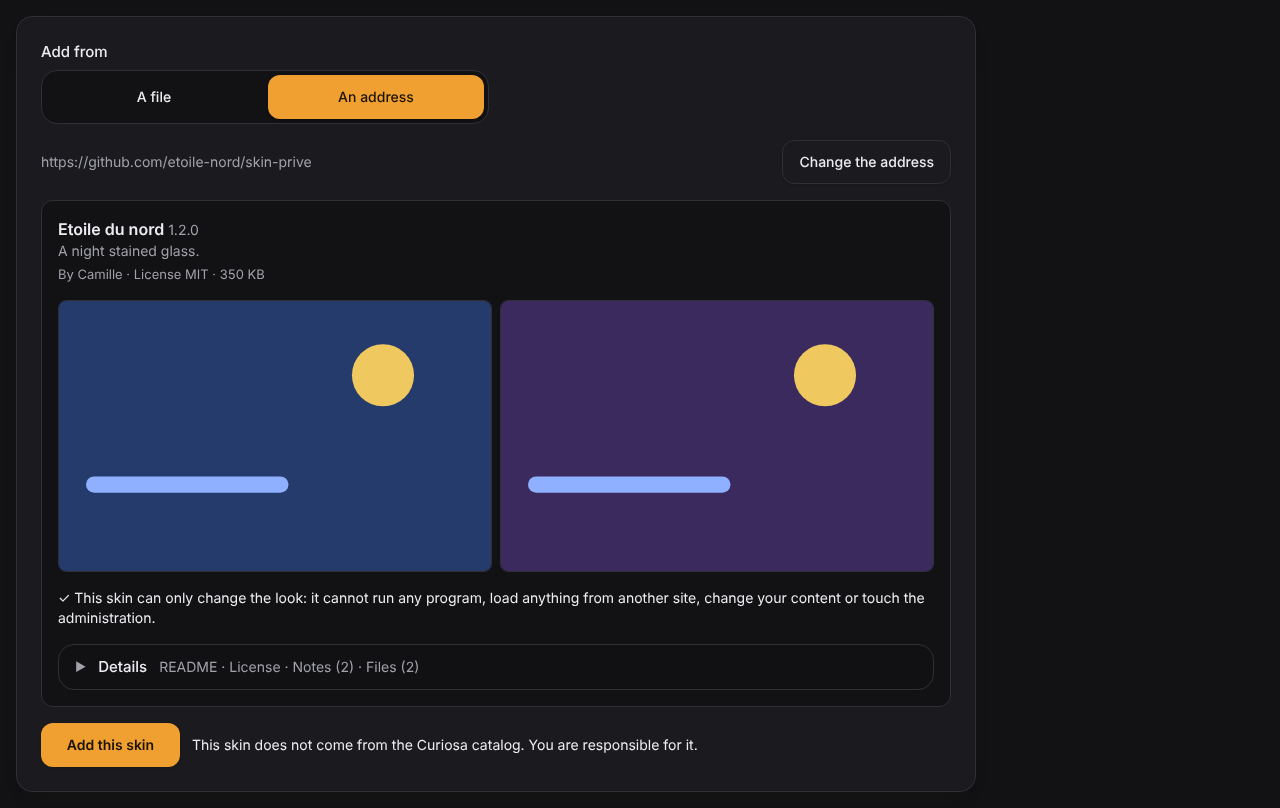 Add from
A file
An address
https://github.com/etoile-nord/skin-prive
Change the address
Etoile du nord 1.2.0
A night stained glass.
By Camille · License MIT · 350 KB
✓ This skin can only change the look: it cannot run any program, load anything from another site, change your content or touch the
administration.
▶ Details README · License · Notes (2) · Files (2)
Add this skin
This skin does not come from the Curiosa catalog. You are responsible for it.